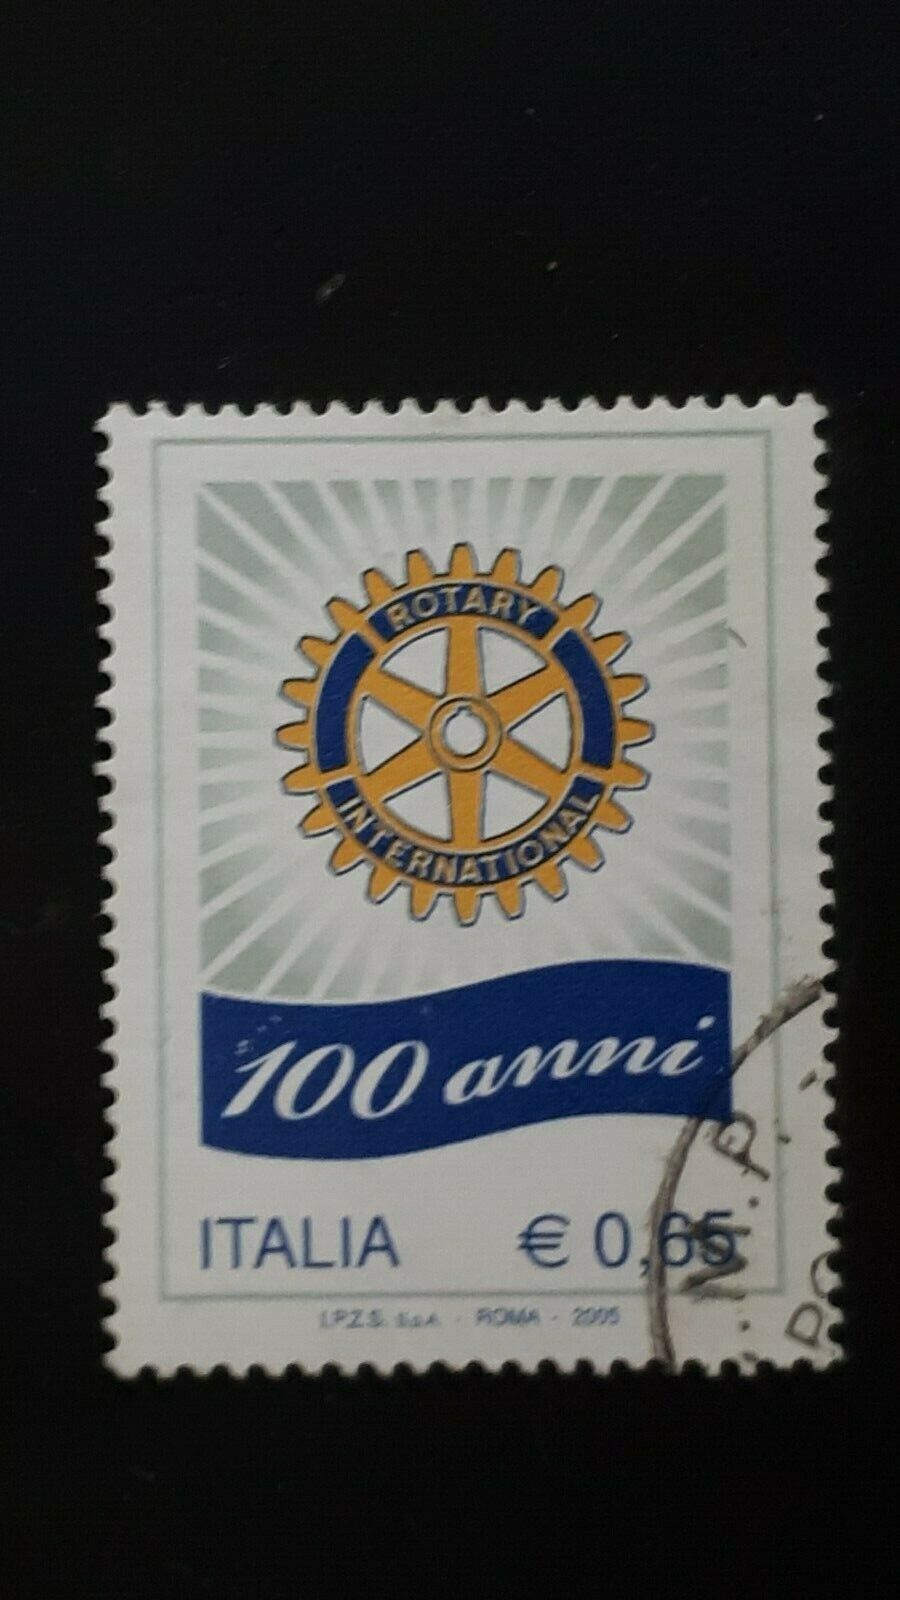 ROTARY
INTERNATIONAL
100 anni
ITALIA € 0,65
I.P.Z.S. S.p.A. - ROMA - 2005
M.P.